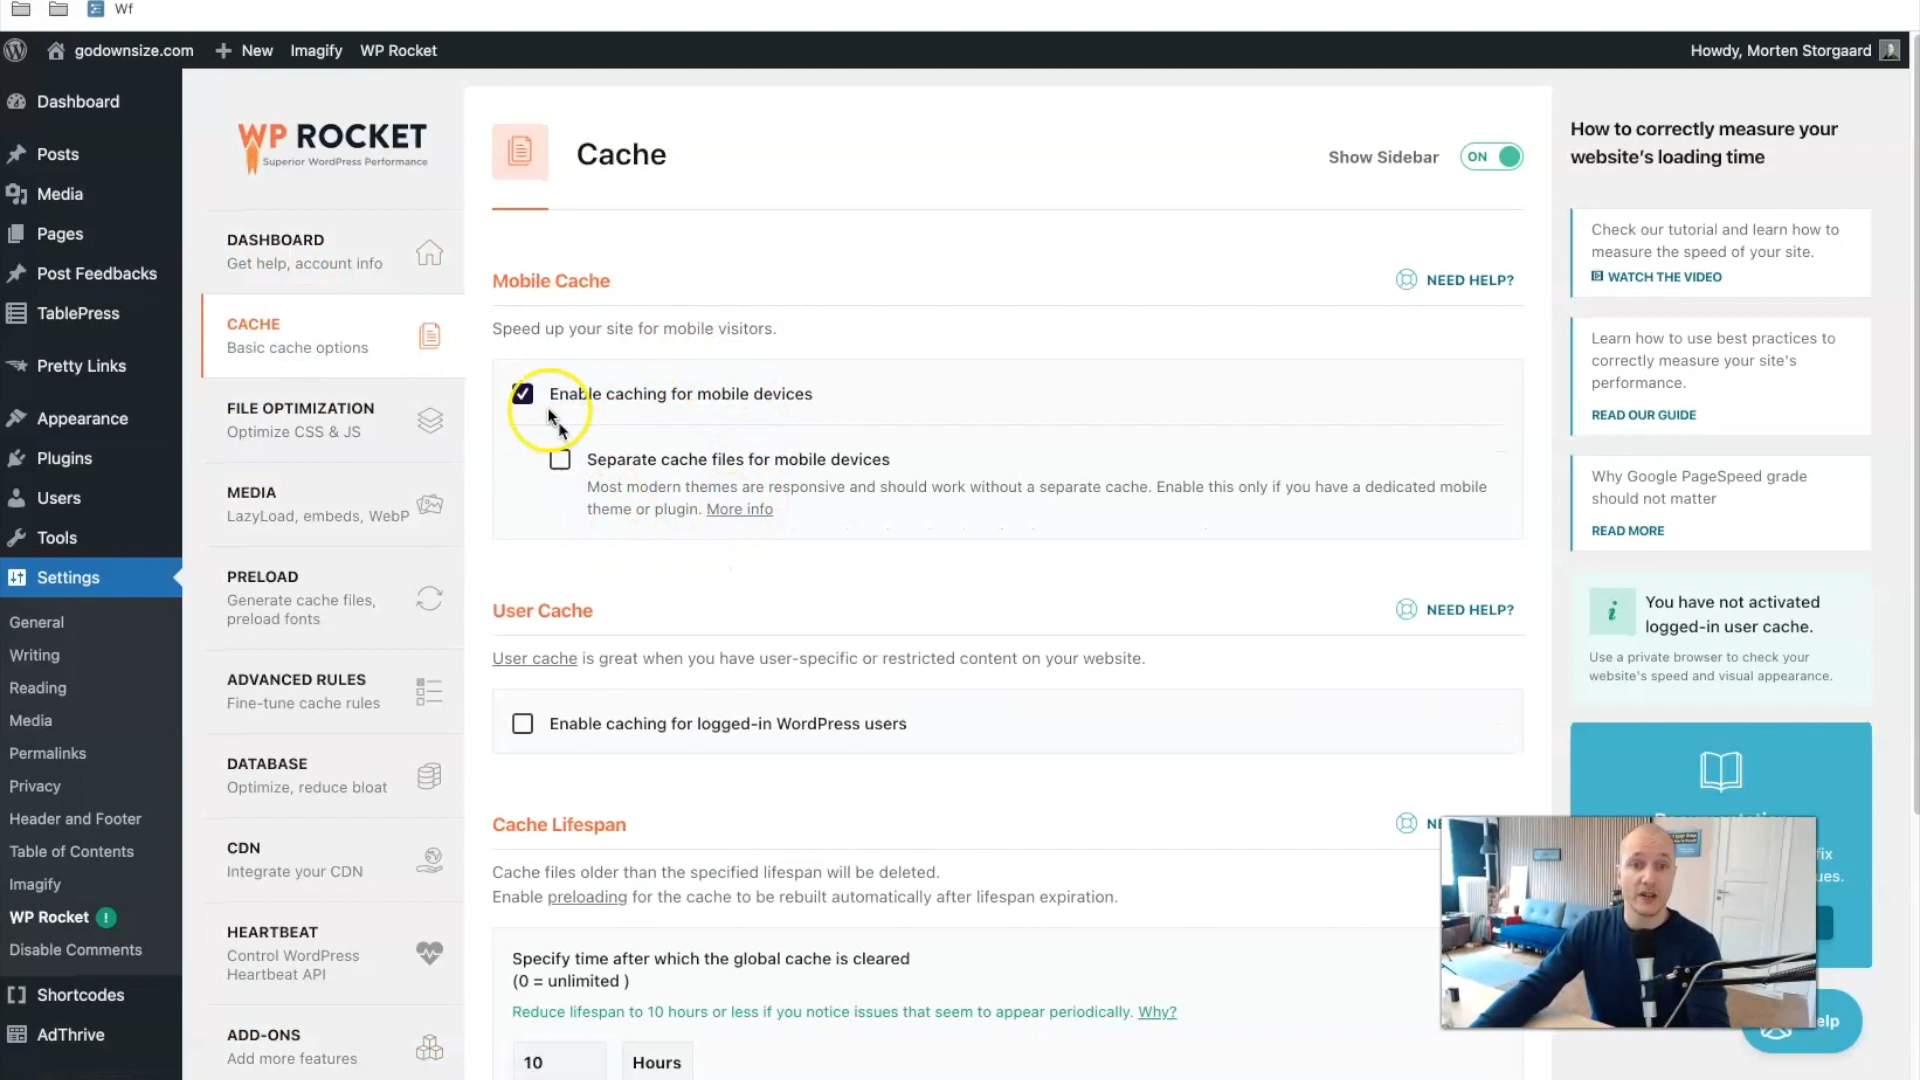 Wf
godownsize.com
New
Imagify
WP Rocket
Howdy, Morten Storgaard
Dashboard
Posts
Media
Pages
Post Feedbacks
TablePress
Pretty Links
Appearance
Plugins
Users
Tools
Settings
General
Writing
Reading
Media
Permalinks
Privacy
Header and Footer
Table of Contents
Imagify
WP Rocket !
Disable Comments
Shortcodes
AdThrive
WP ROCKET
Superior WordPress Performance
DASHBOARD
Get help, account info
CACHE
Basic cache options
FILE OPTIMIZATION
Optimize CSS & JS
MEDIA
LazyLoad, embeds, WebP
PRELOAD
Generate cache files,
preload fonts
ADVANCED RULES
Fine-tune cache rules
DATABASE
Optimize, reduce bloat
CDN
Integrate your CDN
HEARTBEAT
Control WordPress
Heartbeat API
ADD-ONS
Add more features
Cache
Show Sidebar
ON
Mobile Cache
NEED HELP?
Speed up your site for mobile visitors.
Enable caching for mobile devices
Separate cache files for mobile devices
Most modern themes are responsive and should work without a separate cache. Enable this only if you have a dedicated mobile
theme or plugin. More info
User Cache
NEED HELP?
User cache is great when you have user-specific or restricted content on your website.
Enable caching for logged-in WordPress users
Cache Lifespan
Cache files older than the specified lifespan will be deleted.
Enable preloading for the cache to be rebuilt automatically after lifespan expiration.
Specify time after which the global cache is cleared
(0 = unlimited )
Reduce lifespan to 10 hours or less if you notice issues that seem to appear periodically. Why?
10
Hours
How to correctly measure your
website's loading time
Check our tutorial and learn how to
measure the speed of your site.
WATCH THE VIDEO
Learn how to use best practices to
correctly measure your site's
performance.
READ OUR GUIDE
Why Google PageSpeed grade
should not matter
READ MORE
i
You have not activated
logged-in user cache.
Use a private browser to check your
website's speed and visual appearance.